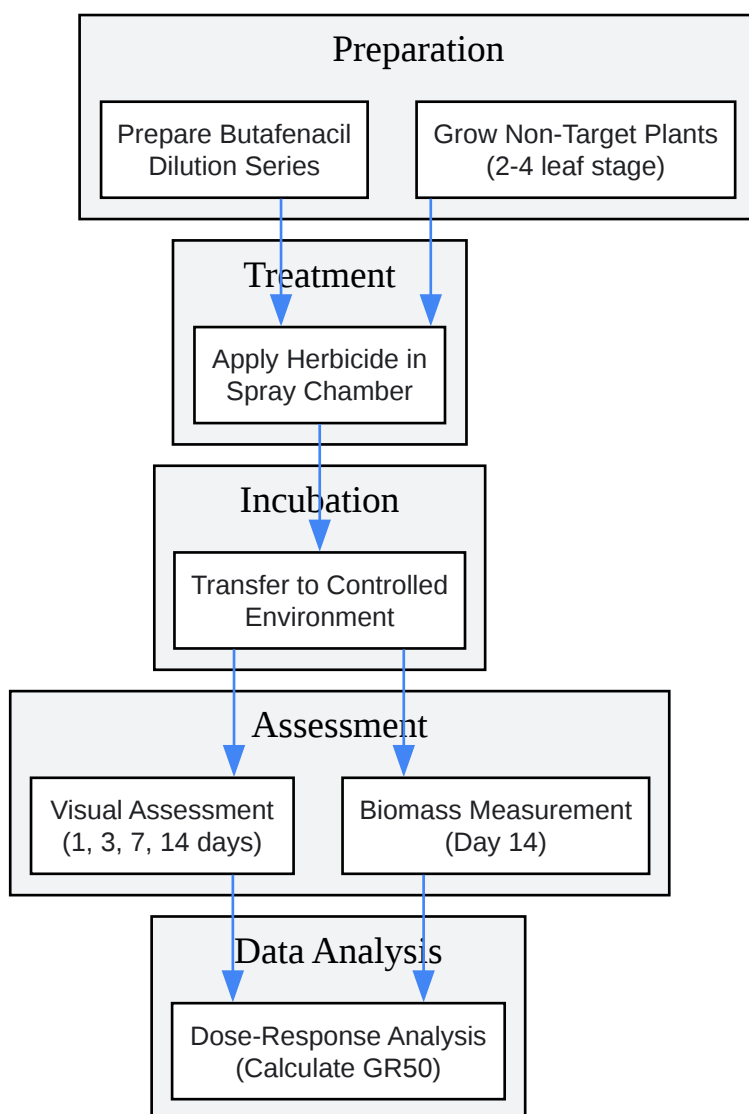 Preparation
Prepare Butafenacil
Dilution Series
Grow Non-Target Plants
(2-4 leaf stage)
Treatment
Apply Herbicide in
Spray Chamber
Incubation
Transfer to Controlled
Environment
Assessment
Visual Assessment
(1, 3, 7, 14 days)
Biomass Measurement
(Day 14)
Data Analysis
Dose-Response Analysis
(Calculate GR50)